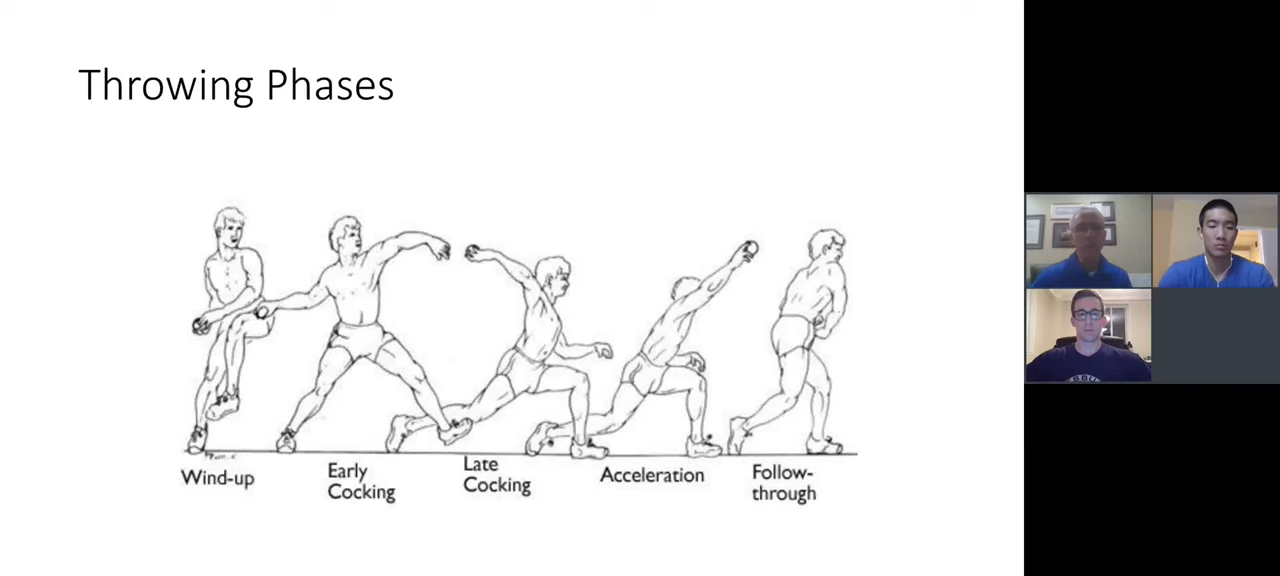 Throwing Phases
Wind-up
Early
Cocking
Late
Cocking
Acceleration
Follow-
through